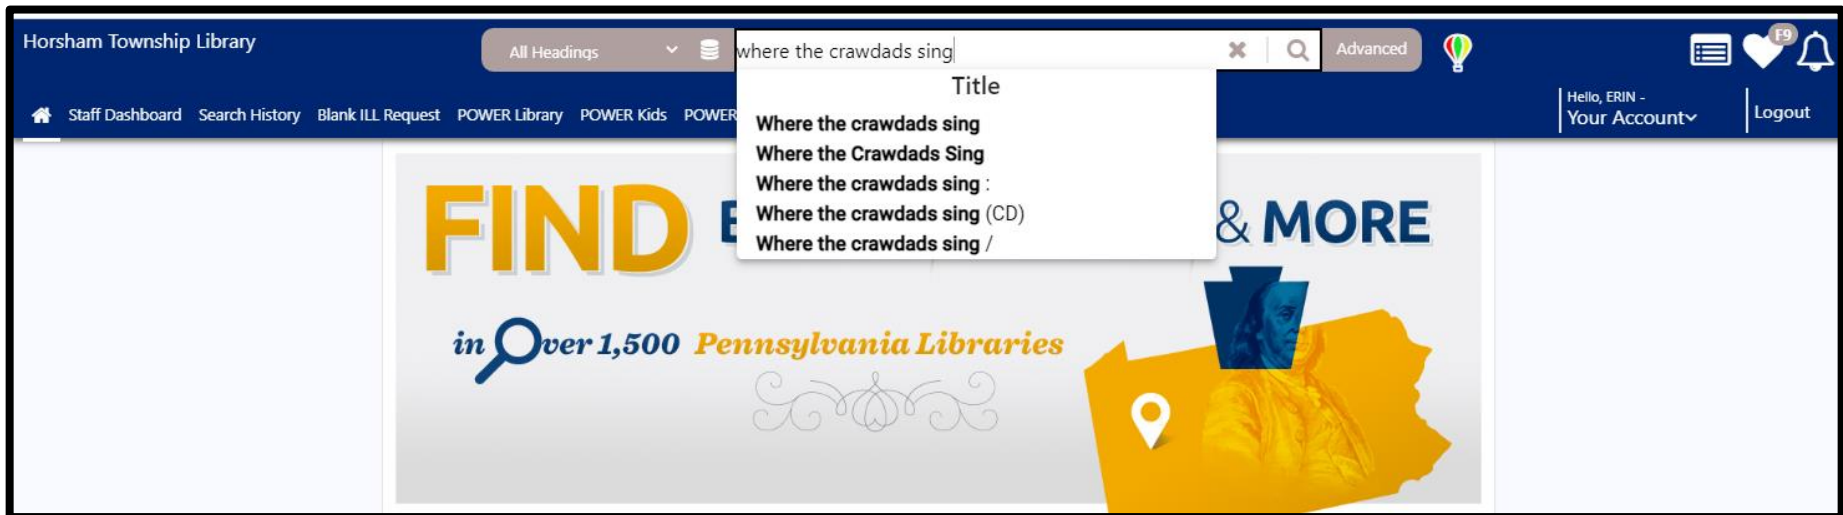 Horsham Township Library
All Headings
where the crawdads sing
Advanced
F9
Staff Dashboard Search History Blank ILL Request POWER Library POWER Kids POWER
Hello, ERIN -
Your Account
Logout
Title
Where the crawdads sing
Where the Crawdads Sing
Where the crawdads sing :
Where the crawdads sing (CD)
Where the crawdads sing /
FIND & MORE
in Over 1,500 Pennsylvania Libraries